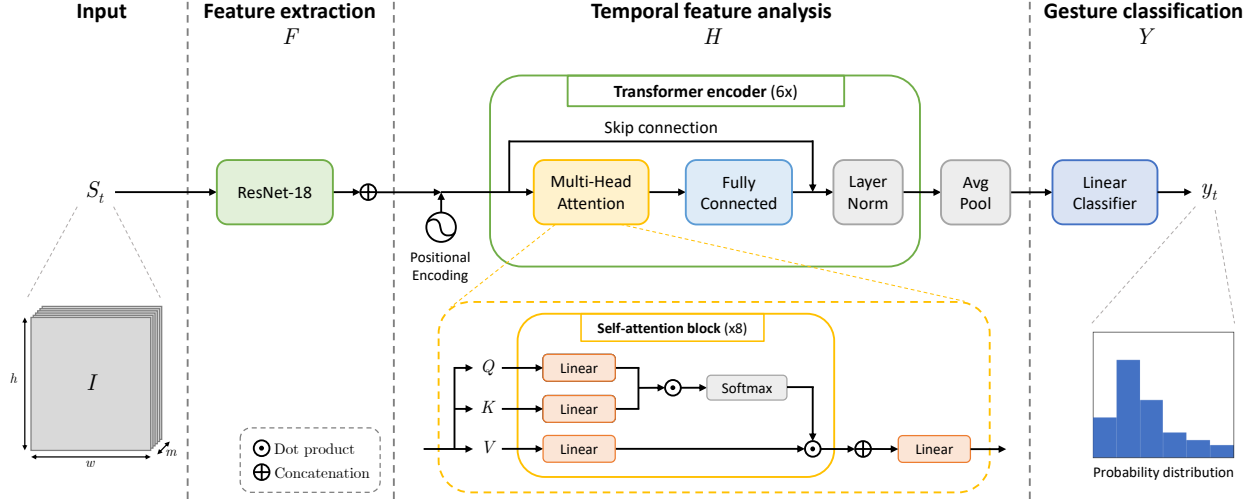 Input
Feature extraction
F
Temporal feature analysis
H
Gesture classification
Y
Transformer encoder (6x)
Skip connection
S_t
ResNet-18
Multi-Head
Attention
Fully
Connected
Layer
Norm
Avg
Pool
Linear
Classifier
y_t
Positional
Encoding
h
I
w
m
Self-attention block (x8)
Q
Linear
Softmax
K
Linear
V
Linear
Linear
Dot product
Concatenation
Probability distribution